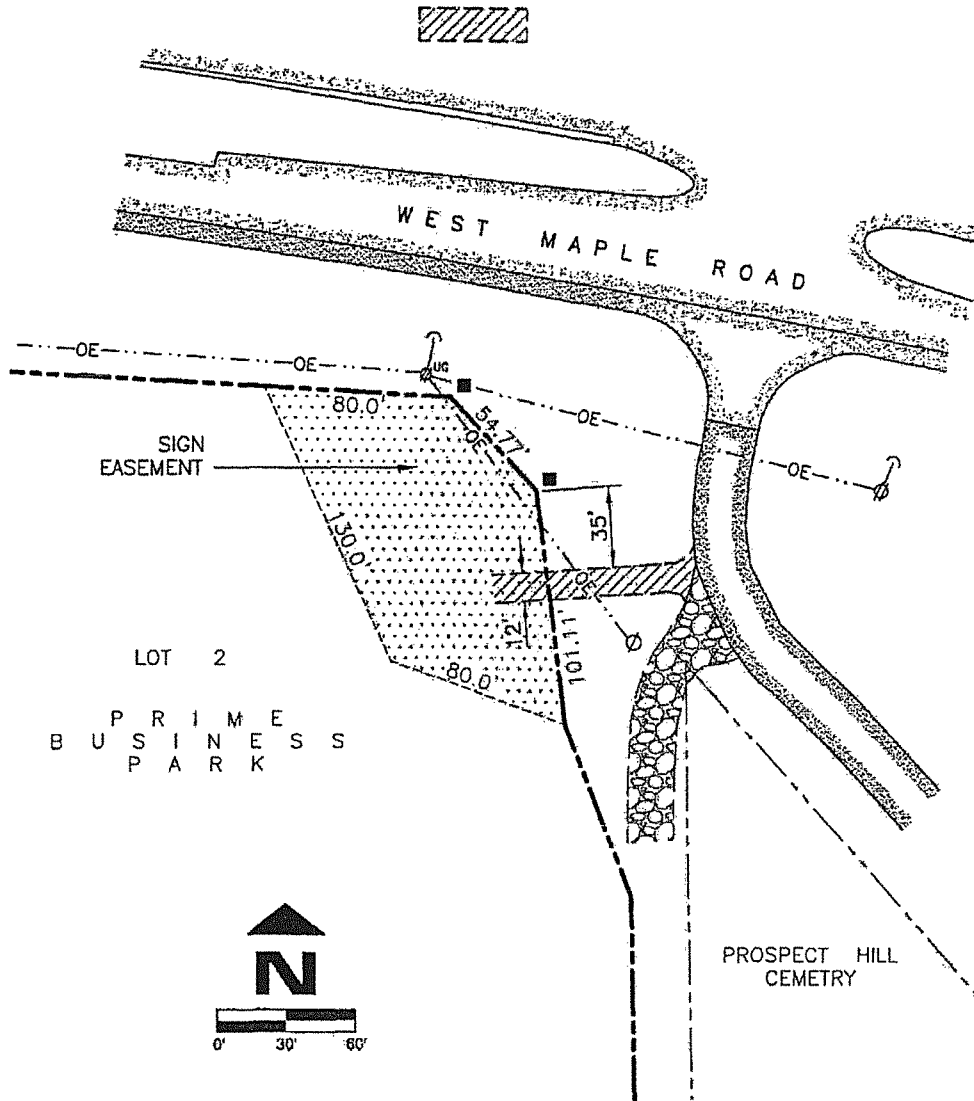 WEST MAPLE ROAD
OE
OE
UG
80.0'
54.77'
OE
OE
OE
SIGN
EASEMENT
130.0'
35'
OE
12'
101.11'
80.0'
LOT 2
PRIME
BUSINESS
PARK
N
0' 30' 60'
PROSPECT HILL
CEMETRY